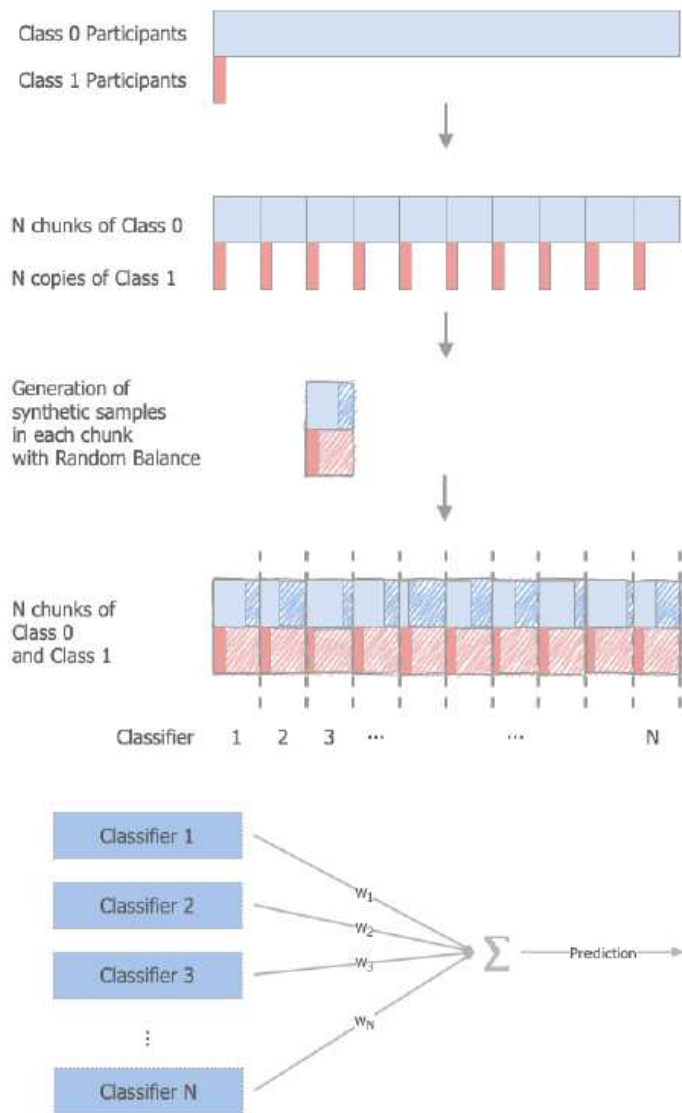 Class 0 Participants
Class 1 Participants
N chunks of Class 0
N copies of Class 1
Generation of
synthetic samples
in each chunk
with Random Balance
N chunks of
Class 0
and Class 1
Classifier 1 2 3 ... ... N
Classifier 1
W₁
Classifier 2
W₂
Classifier 3
W₃
Σ
Prediction
⋮
Classifier N
W_N